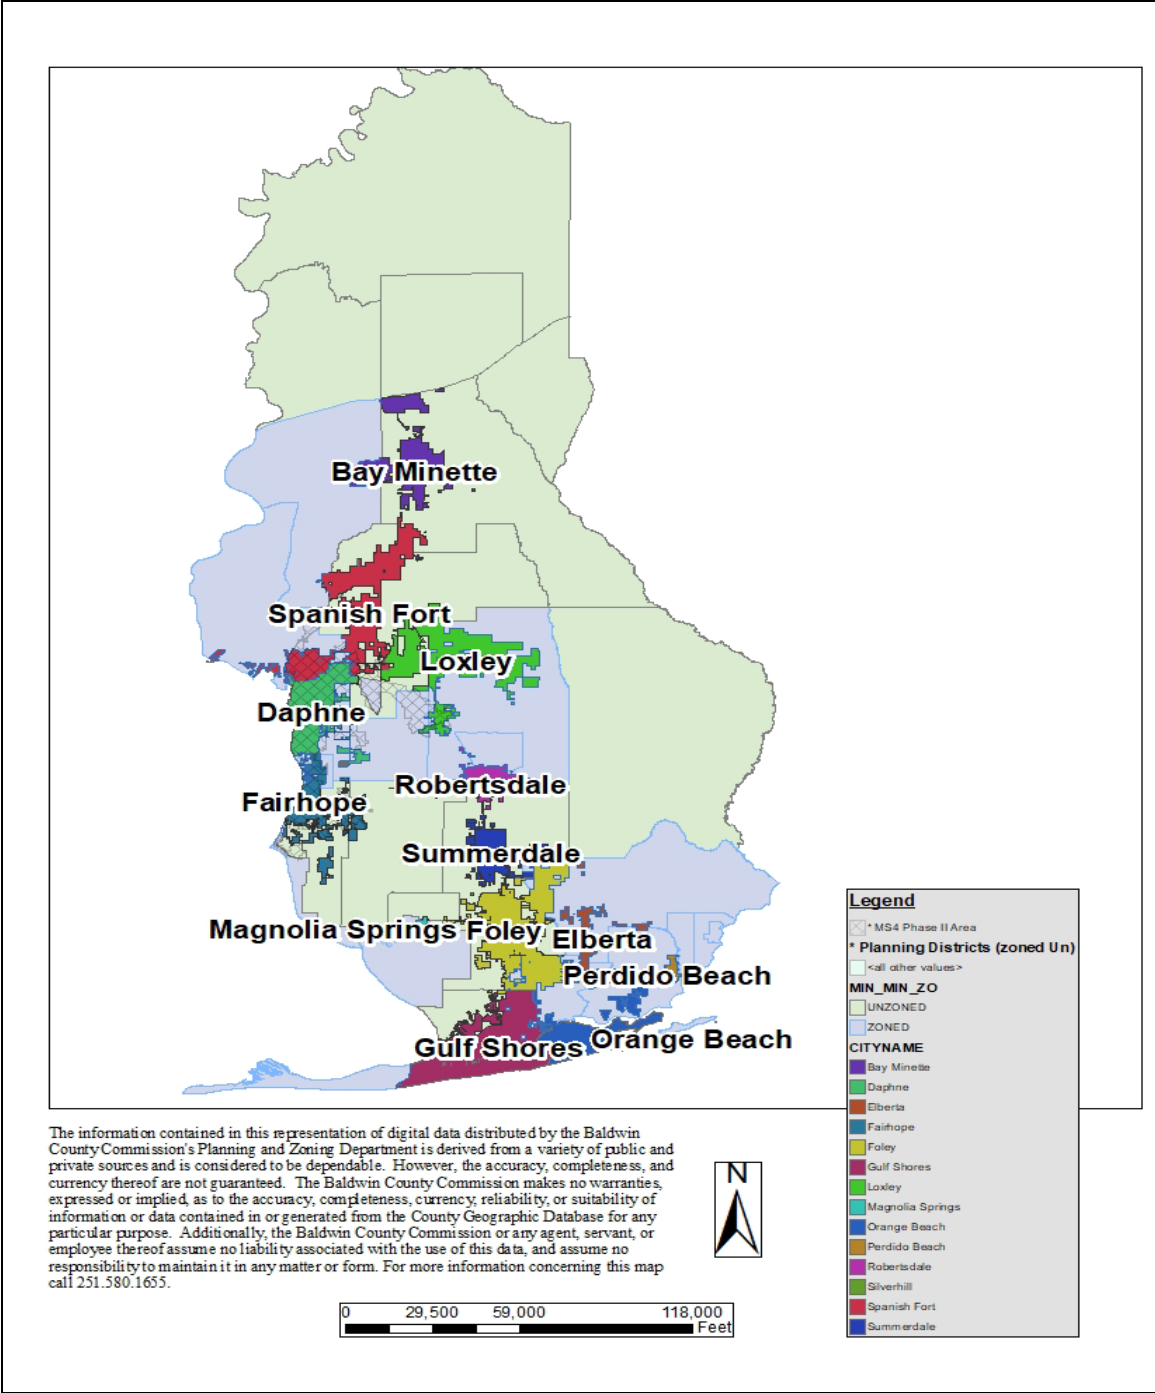 Bay Minette
Spanish Fort
Loxley
Daphne
Robertsdale
Fairhope
Summerdale
Magnolia Springs
Foley
Elberta
Perdido Beach
Orange Beach
Gulf Shores
Legend
* MS4 Phase II Area
* Planning Districts (zoned Un)
<all other values>
MIN_MIN_ZO
UNZONED
ZONED
CITYNAME
Bay Minette
Daphne
Elberta
Fairhope
Foley
Gulf Shores
Loxley
Magnolia Springs
Orange Beach
Perdido Beach
Robertsdale
Silverhill
Spanish Fort
Summerdale
The information contained in this representation of digital data distributed by the Baldwin
County Commission's Planning and Zoning Department is derived from a variety of public and
private sources and is considered to be dependable. However, the accuracy, completeness, and
currency thereof are not guaranteed. The Baldwin County Commission makes no warranties,
expressed or implied, as to the accuracy, completeness, currency, reliability, or suitability of
information or data contained in or generated from the County Geographic Database for any
particular purpose. Additionally, the Baldwin County Commission or any agent, servant, or
employee thereof assume no liability associated with the use of this data, and assume no
responsibility to maintain it in any matter or form. For more information concerning this map
call 251.580.1655.
N
0 29,500 59,000 118,000
Feet